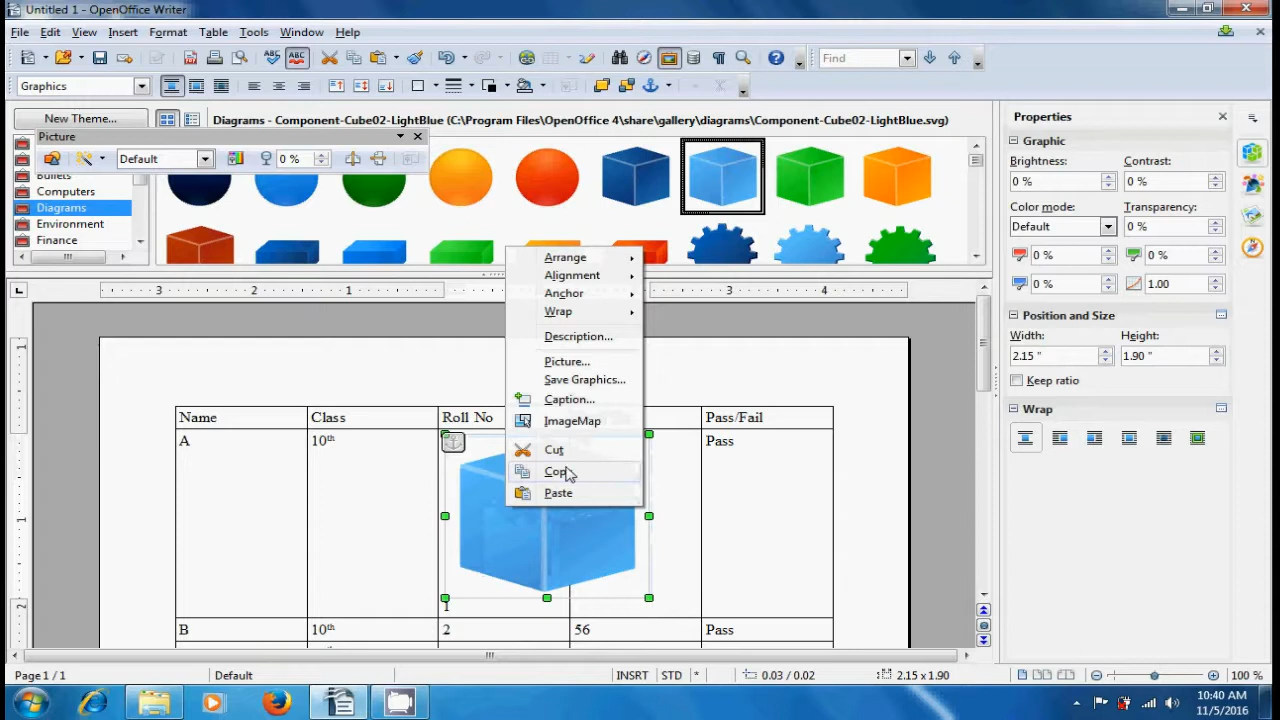 Untitled 1 - OpenOffice Writer
File Edit View Insert Format Table Tools Window Help
Find
Graphics
New Theme...
Diagrams - Component-Cube02-LightBlue (C:\Program Files\OpenOffice 4\share\gallery\diagrams\Component-Cube02-LightBlue.svg)
Picture
Default 0 %
Bullets
Computers
Diagrams
Environment
Finance
Properties
Graphic
Brightness: Contrast:
0 % 0 %
Color mode: Transparency:
Default 0 %
0 % 0 %
0 % 1.00
Position and Size
Width: Height:
2.15 " 1.90 "
Keep ratio
Wrap
3 2 1 3 4
1
1
2
Arrange
Alignment
Anchor
Wrap
Description...
Picture...
Save Graphics...
Caption...
ImageMap
Cut
Copy
Paste
Name Class Roll No Pass/Fail
A 10th Pass
1
B 10th 2 56 Pass
Page 1 / 1 Default INSRT STD * 0.03 / 0.02 2.15 x 1.90 100 %
10:40 AM
11/5/2016